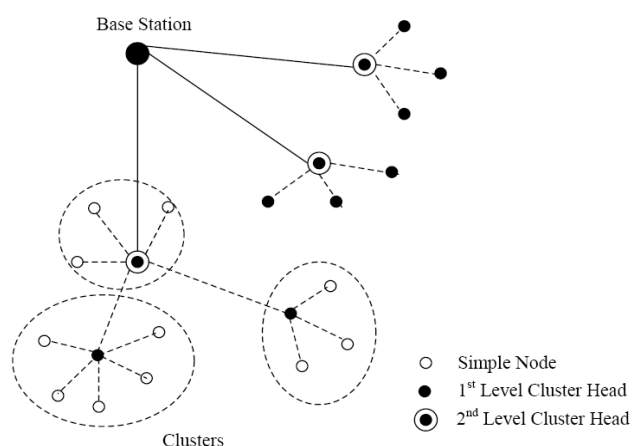 Base Station
Simple Node
1st Level Cluster Head
2nd Level Cluster Head
Clusters